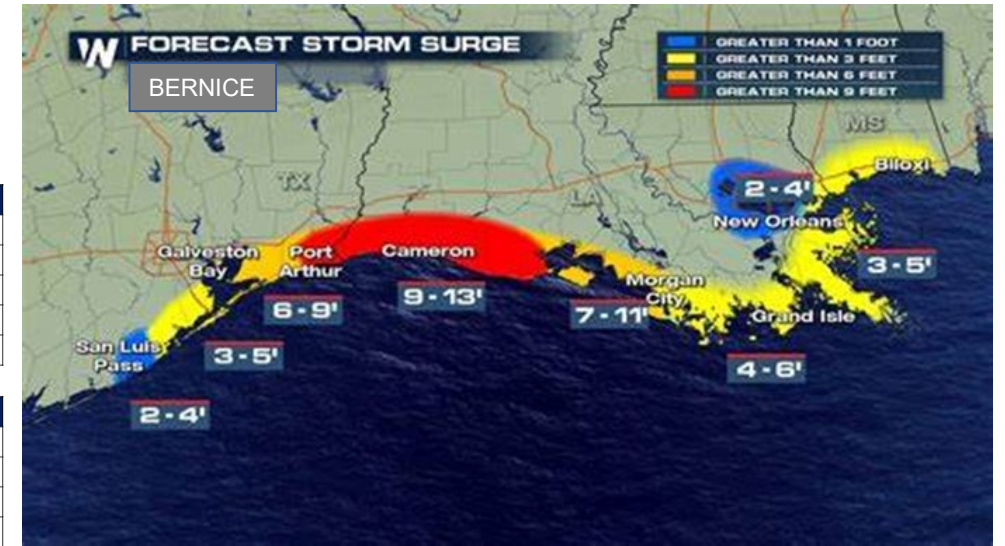 W FORECAST STORM SURGE
BERNICE
GREATER THAN 1 FOOT
GREATER THAN 3 FEET
GREATER THAN 6 FEET
GREATER THAN 9 FEET
MS
Biloxi
TX
LA
2 - 4'
New Orleans
3 - 5'
Galveston
Bay
Port
Arthur
Cameron
Morgan
City
6 - 9'
9 - 13'
7 - 11'
Grand Isle
San Luis
Pass
3 - 5'
4 - 6'
2 - 4'